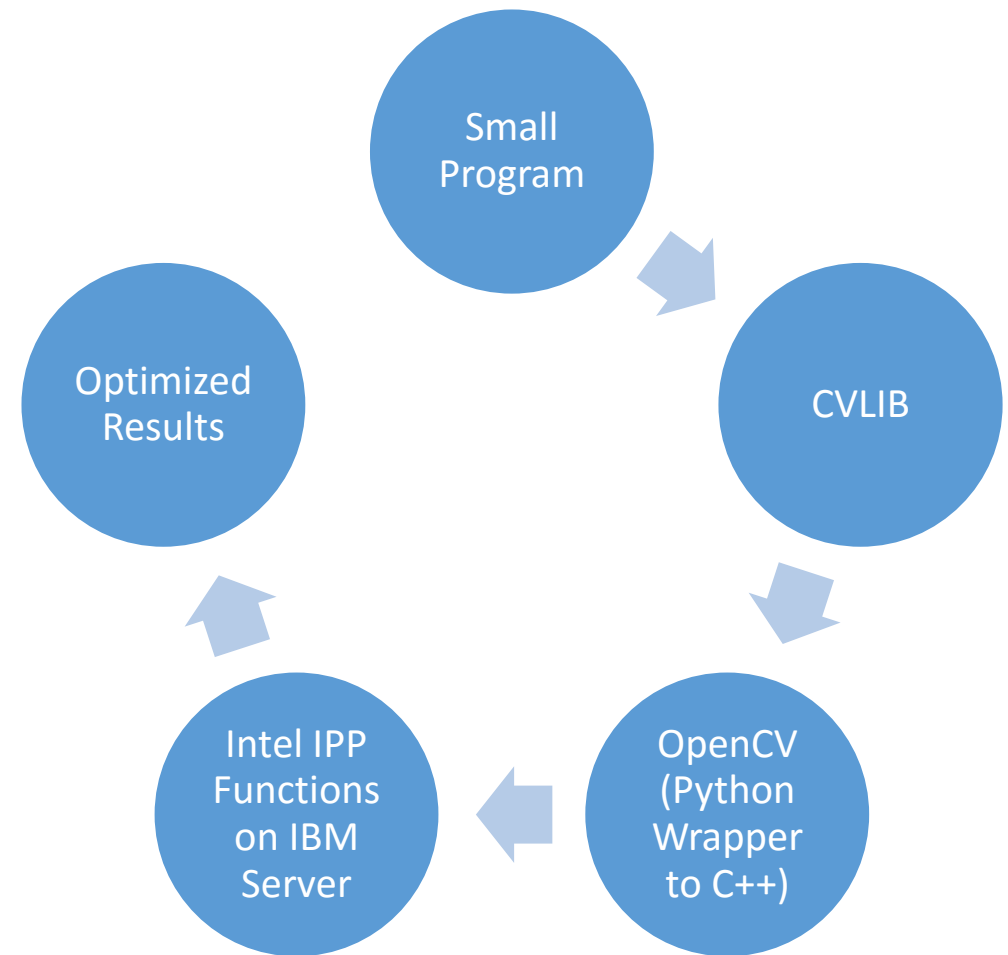 Small
Program
CVLIB
OpenCV
(Python
Wrapper
to C++)
Intel IPP
Functions
on IBM
Server
Optimized
Results